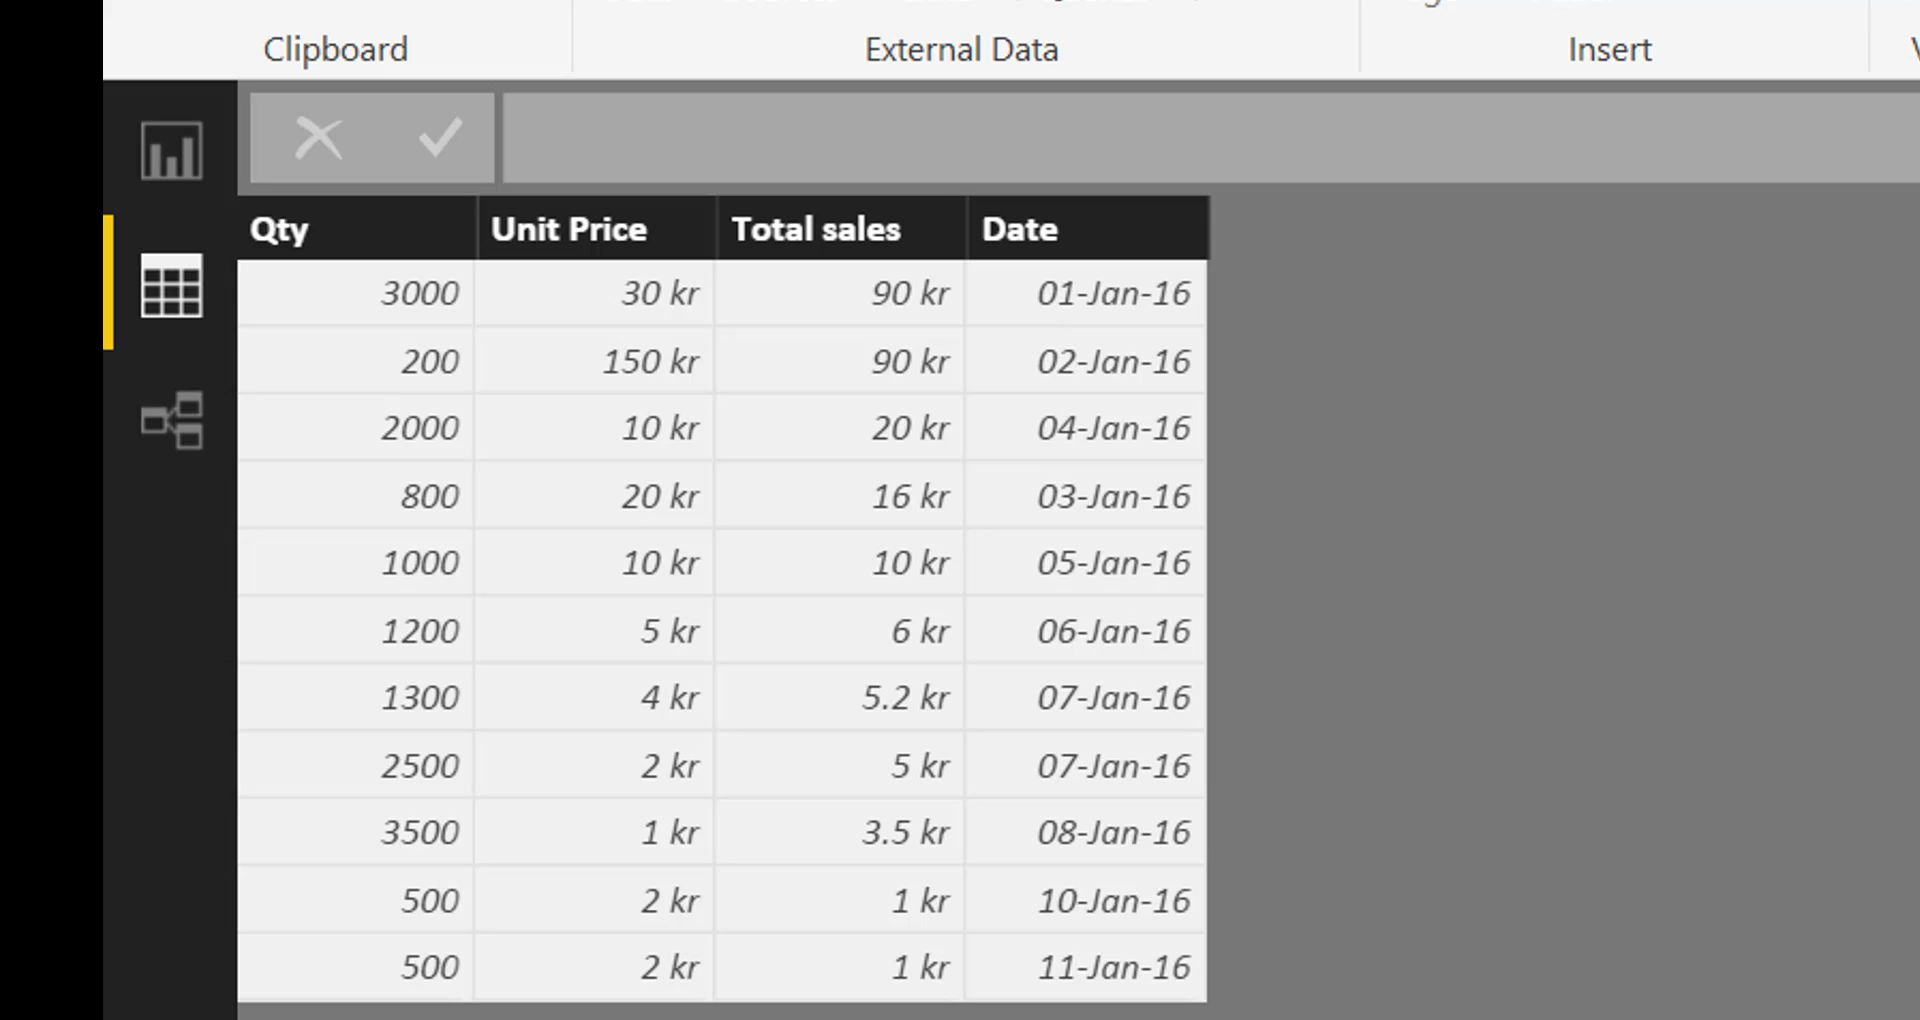 Clipboard External Data Insert
Qty Unit Price Total sales Date
3000 30 kr 90 kr 01-Jan-16
200 150 kr 90 kr 02-Jan-16
2000 10 kr 20 kr 04-Jan-16
800 20 kr 16 kr 03-Jan-16
1000 10 kr 10 kr 05-Jan-16
1200 5 kr 6 kr 06-Jan-16
1300 4 kr 5.2 kr 07-Jan-16
2500 2 kr 5 kr 07-Jan-16
3500 1 kr 3.5 kr 08-Jan-16
500 2 kr 1 kr 10-Jan-16
500 2 kr 1 kr 11-Jan-16